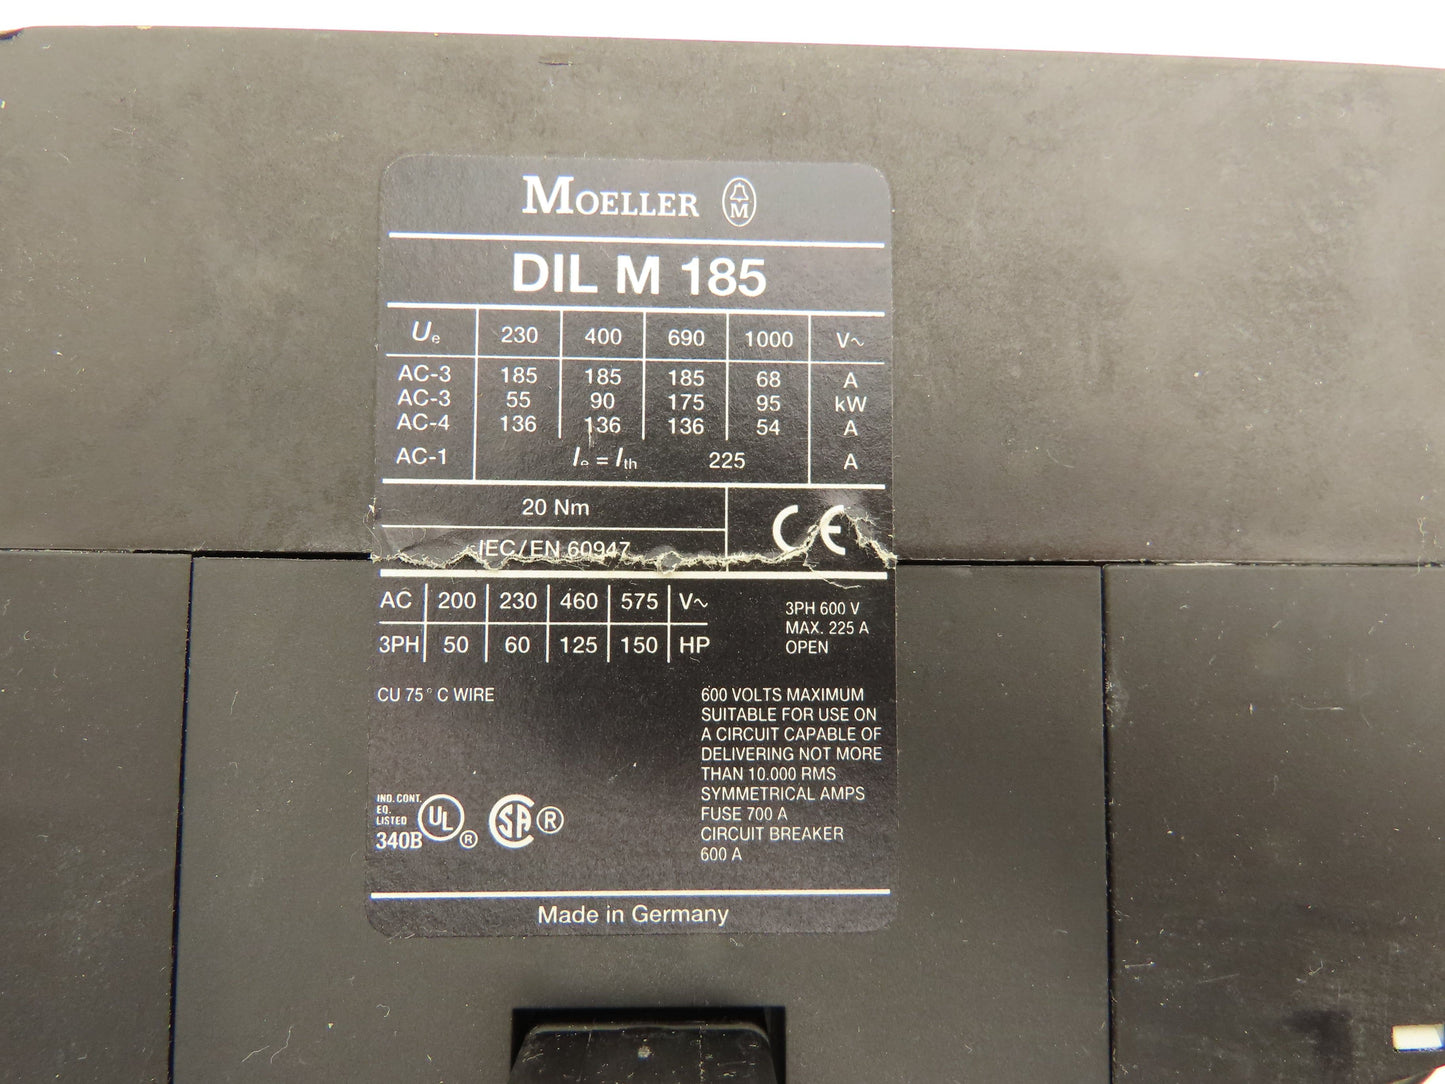 MOELLER M
DIL M 185
Ue 230 400 690 1000 V~
AC-3 185 185 185 68 A
AC-3 55 90 175 95 kW
AC-4 136 136 136 54 A
AC-1 Ie = Ith 225 A
20 Nm
CE
IEC/EN 60947
AC 200 230 460 575 V~
3PH 50 60 125 150 HP
3PH 600 V
MAX. 225 A
OPEN
CU 75° C WIRE
600 VOLTS MAXIMUM
SUITABLE FOR USE ON
A CIRCUIT CAPABLE OF
DELIVERING NOT MORE
THAN 10.000 RMS
SYMMETRICAL AMPS
FUSE 700 A
CIRCUIT BREAKER
600 A
IND. CONT.
EQ.
LISTED
340B
UL ®
SA ®
Made in Germany